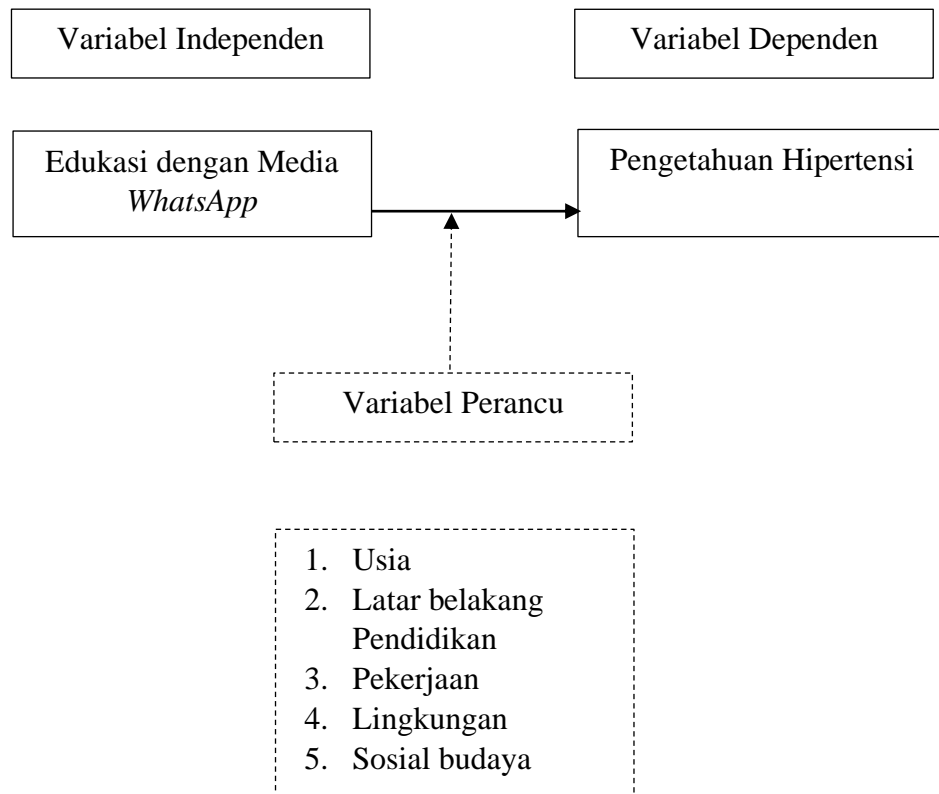 Variabel Independen
Variabel Dependen
Edukasi dengan Media
WhatsApp
Pengetahuan Hipertensi
Variabel Perancu
1. Usia
2. Latar belakang
Pendidikan
3. Pekerjaan
4. Lingkungan
5. Sosial budaya